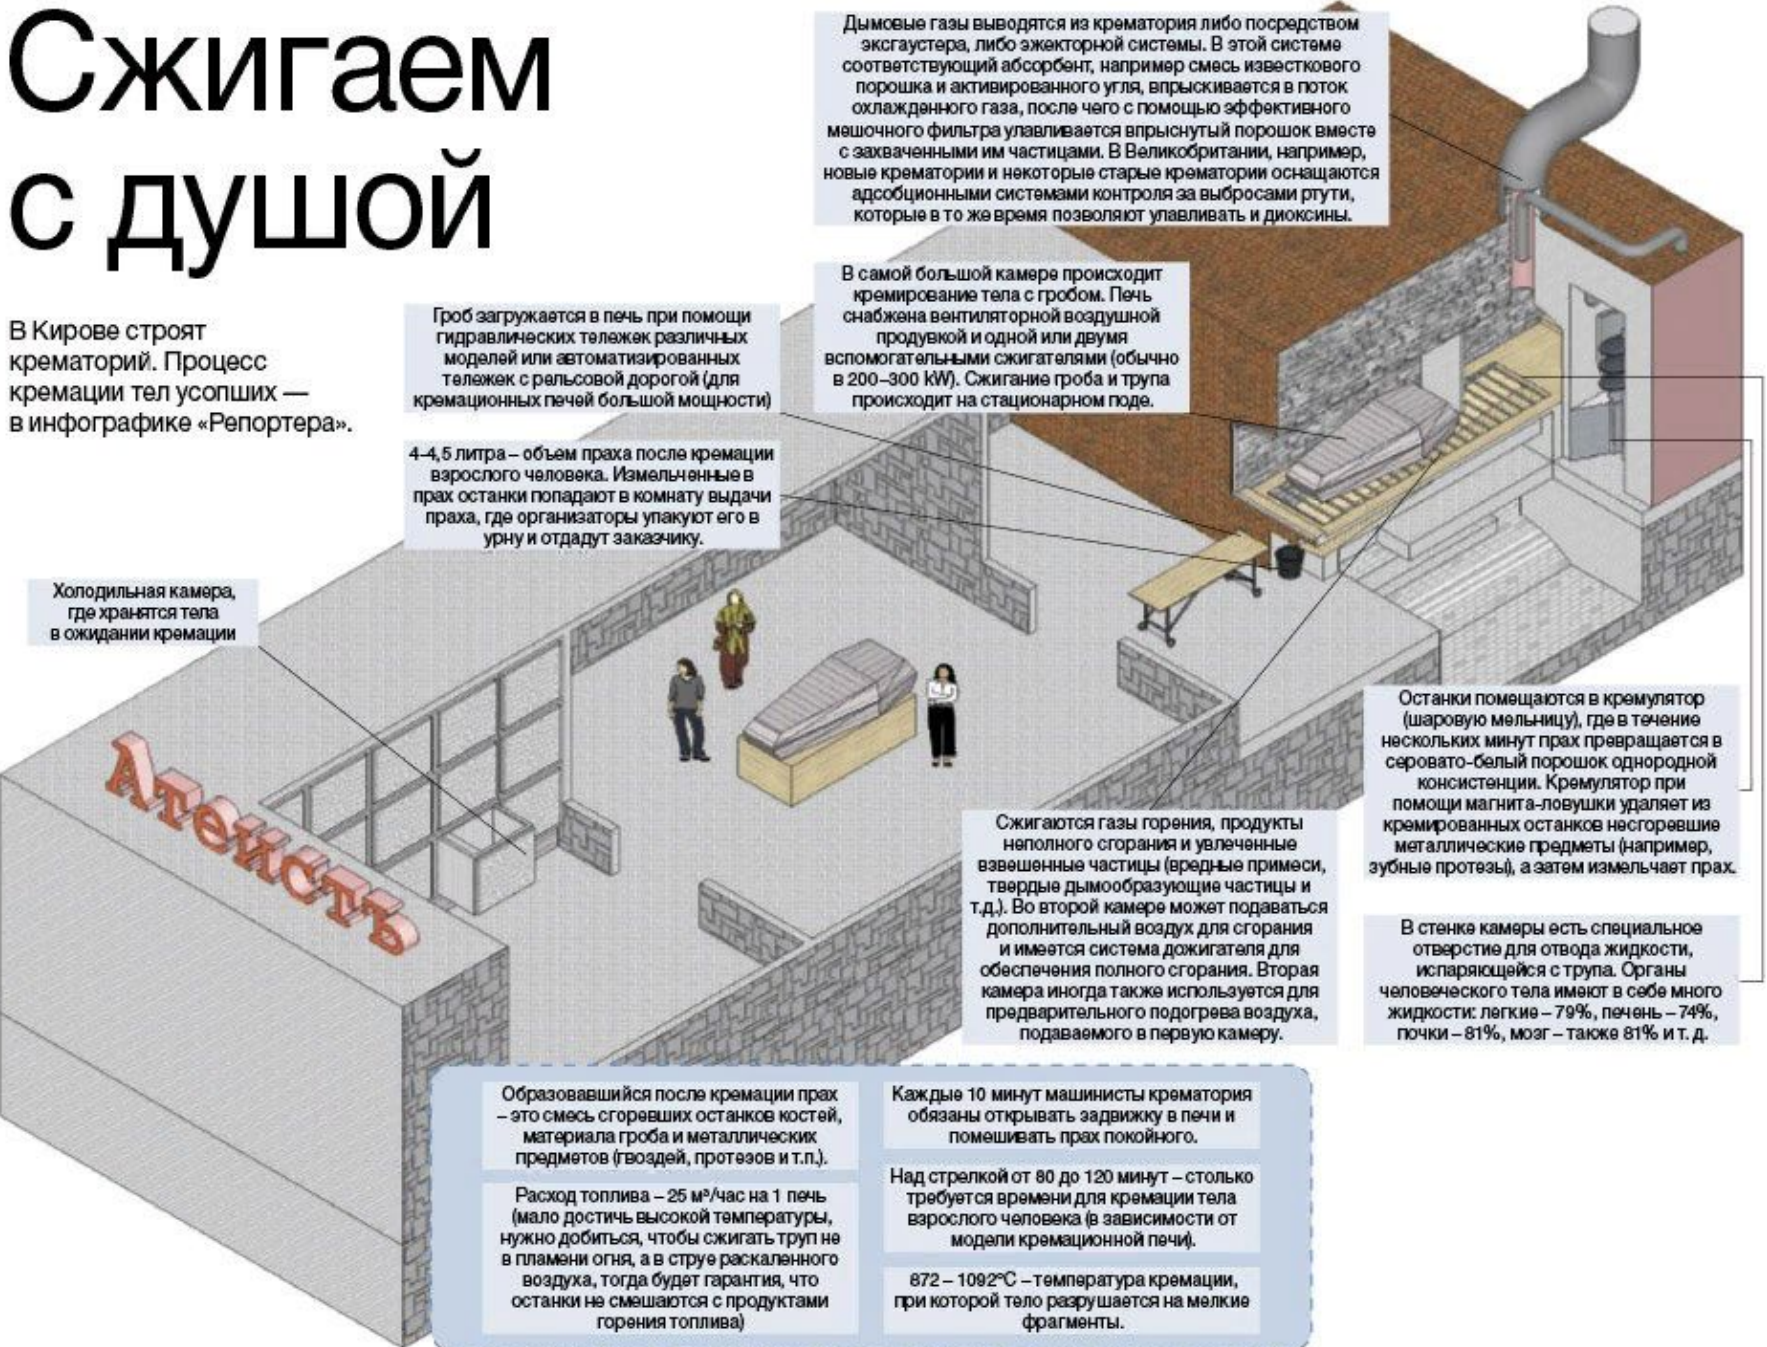 Сжигаем
с душой
В Кирове строят
крематорий. Процесс
кремации тел усопших —
в инфографике «Репортера».
Дымовые газы выводятся из крематория либо посредством
эксгаустера, либо эжекторной системы. В этой системе
соответствующий абсорбент, например смесь известкового
порошка и активированного угля, впрыскивается в поток
охлажденного газа, после чего с помощью эффективного
мешочного фильтра улавливается впрыснутый порошок вместе
с захваченными им частицами. В Великобритании, например,
новые крематории и некоторые старые крематории оснащаются
адсобционными системами контроля за выбросами ртути,
которые в то же время позволяют улавливать и диоксины.
В самой большой камере происходит
кремирование тела с гробом. Печь
снабжена вентиляторной воздушной
продувкой и одной или двумя
вспомогательными сжигателями (обычно
в 200–300 kW). Сжигание гроба и трупа
происходит на стационарном поде.
Гроб загружается в печь при помощи
гидравлических тележек различных
моделей или автоматизированных
тележек с рельсовой дорогой (для
кремационных печей большой мощности)
4-4,5 литра – объем праха после кремации
взрослого человека. Измельченные в
прах останки попадают в комнату выдачи
праха, где организаторы упакуют его в
урну и отдадут заказчику.
Холодильная камера,
где хранятся тела
в ожидании кремации
Атеистъ
Останки помещаются в кремулятор
(шаровую мельницу), где в течение
нескольких минут прах превращается в
серовато-белый порошок однородной
консистенции. Кремулятор при
помощи магнита-ловушки удаляет из
кремированных останков несгоревшие
металлические предметы (например,
зубные протезы), а затем измельчает прах.
Сжигаются газы горения, продукты
неполного сгорания и увлеченные
взвешенные частицы (вредные примеси,
твердые дымообразующие частицы и
т.д.). Во второй камере может подаваться
дополнительный воздух для сгорания
и имеется система дожигателя для
обеспечения полного сгорания. Вторая
камера иногда также используется для
предварительного подогрева воздуха,
подаваемого в первую камеру.
В стенке камеры есть специальное
отверстие для отвода жидкости,
испаряющейся с трупа. Органы
человеческого тела имеют в себе много
жидкости: легкие – 79%, печень – 74%,
почки – 81%, мозг – также 81% и т. д.
Образовавшийся после кремации прах
– это смесь сгоревших останков костей,
материала гроба и металлических
предметов (гвоздей, протезов и т.п.).
Расход топлива – 25 м³/час на 1 печь
(мало достичь высокой температуры,
нужно добиться, чтобы сжигать труп не
в пламени огня, а в струе раскаленного
воздуха, тогда будет гарантия, что
останки не смешаются с продуктами
горения топлива)
Каждые 10 минут машинисты крематория
обязаны открывать задвижку в печи и
помешивать прах покойного.
Над стрелкой от 80 до 120 минут – столько
требуется времени для кремации тела
взрослого человека (в зависимости от
модели кремационной печи).
872 – 1092°С – температура кремации,
при которой тело разрушается на мелкие
фрагменты.